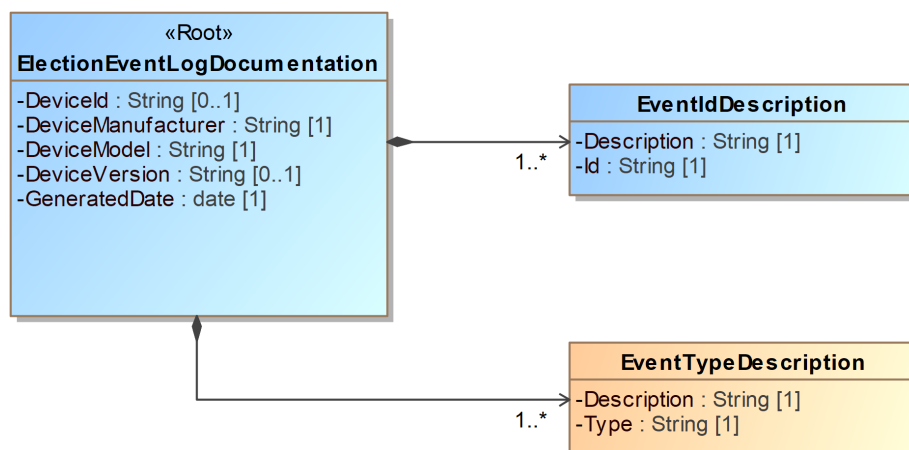 «Root»
ElectionEventLogDocumentation
-DeviceId : String [0..1]
-DeviceManufacturer : String [1]
-DeviceModel : String [1]
-DeviceVersion : String [0..1]
-GeneratedDate : date [1]
EventIdDescription
-Description : String [1]
-Id : String [1]
1..*
EventTypeDescription
-Description : String [1]
-Type : String [1]
1..*